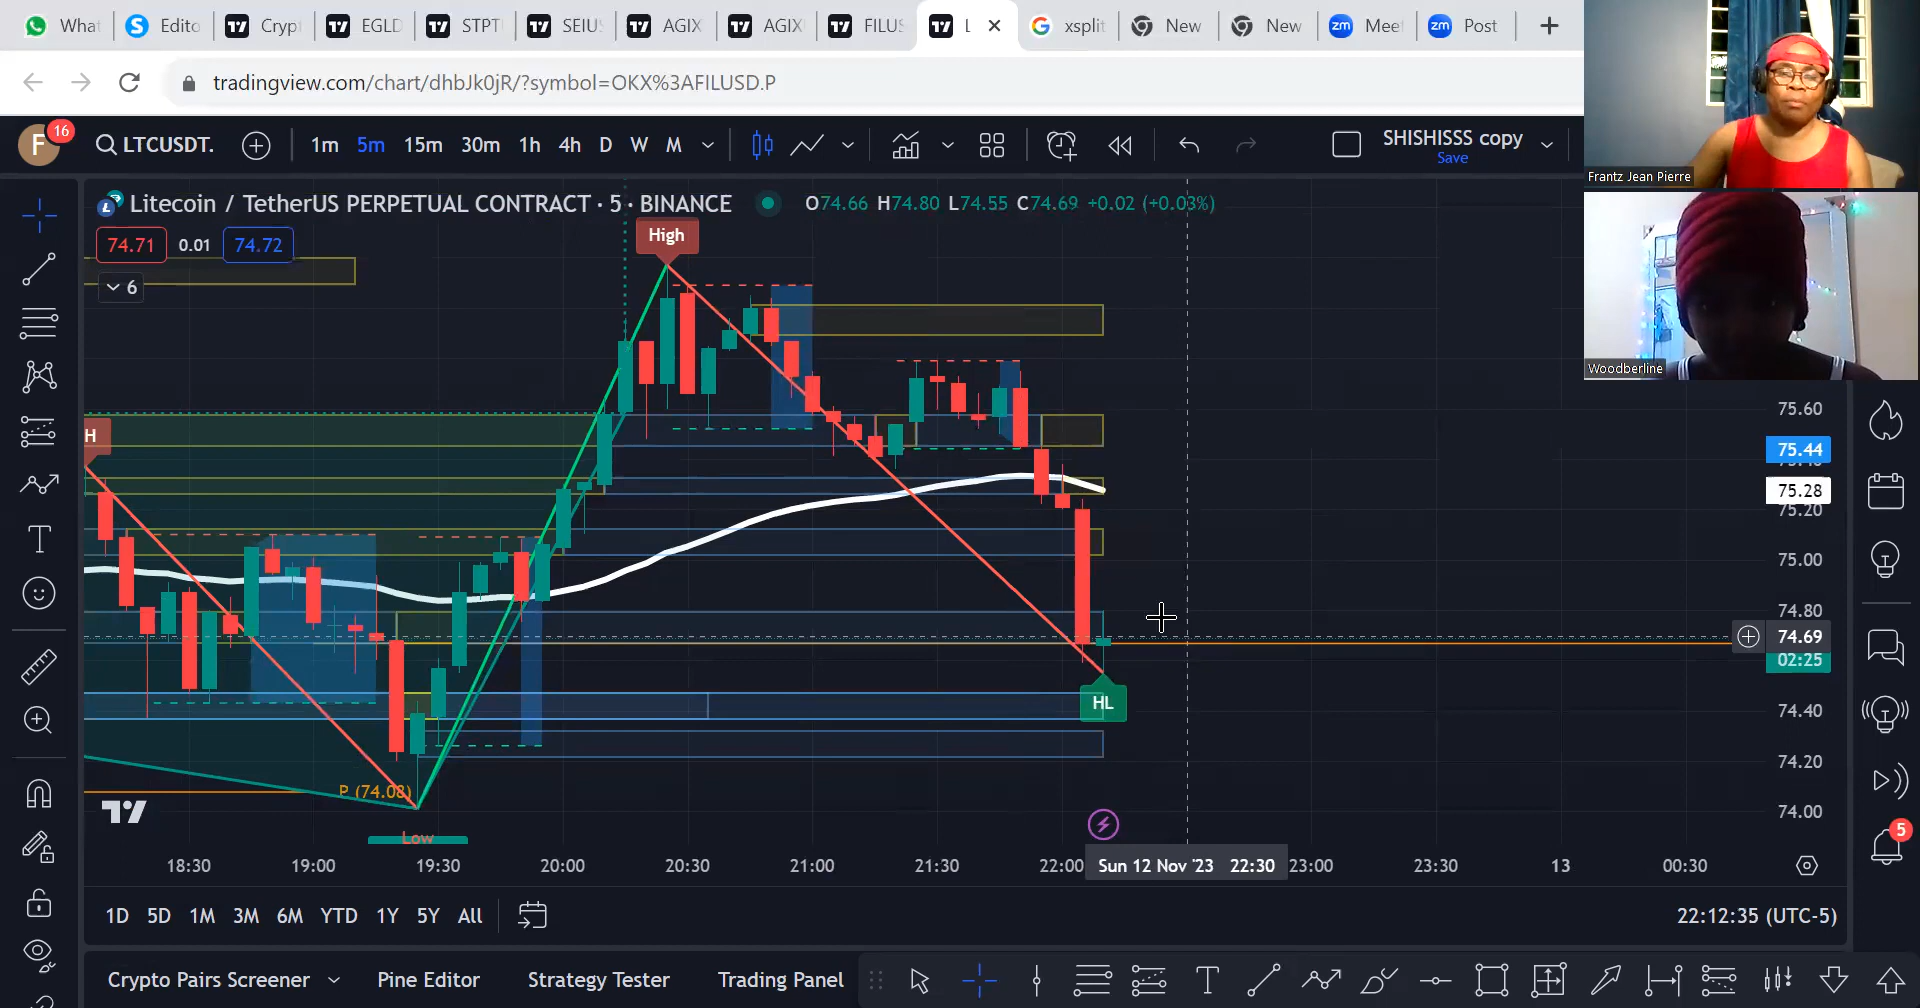 What
Edito
Crypt
EGLD
STPT
SEIUS
AGIX
AGIX
FILUS
L
xsplit
New
New
zm Meet
zm Post
tradingview.com/chart/dhbJk0jR/?symbol=OKX%3AFILUSD.P
F 16
LTCUSDT.
1m 5m 15m 30m 1h 4h D W M
SHISHISSS copy
Save
Frantz Jean Pierre
Litecoin / TetherUS PERPETUAL CONTRACT · 5 · BINANCE
O74.66 H74.80 L74.55 C74.69 +0.02 (+0.03%)
74.71 0.01 74.72
High
6
Woodberline
75.60
H
75.44
75.28
75.20
75.00
74.80
74.69
02:25
HL
74.40
74.20
P (74.08)
74.00
Low
18:30 19:00 19:30 20:00 20:30 21:00 21:30 22:00 Sun 12 Nov '23 22:30 23:00 23:30 13 00:30
5
1D 5D 1M 3M 6M YTD 1Y 5Y All
22:12:35 (UTC-5)
Crypto Pairs Screener Pine Editor Strategy Tester Trading Panel